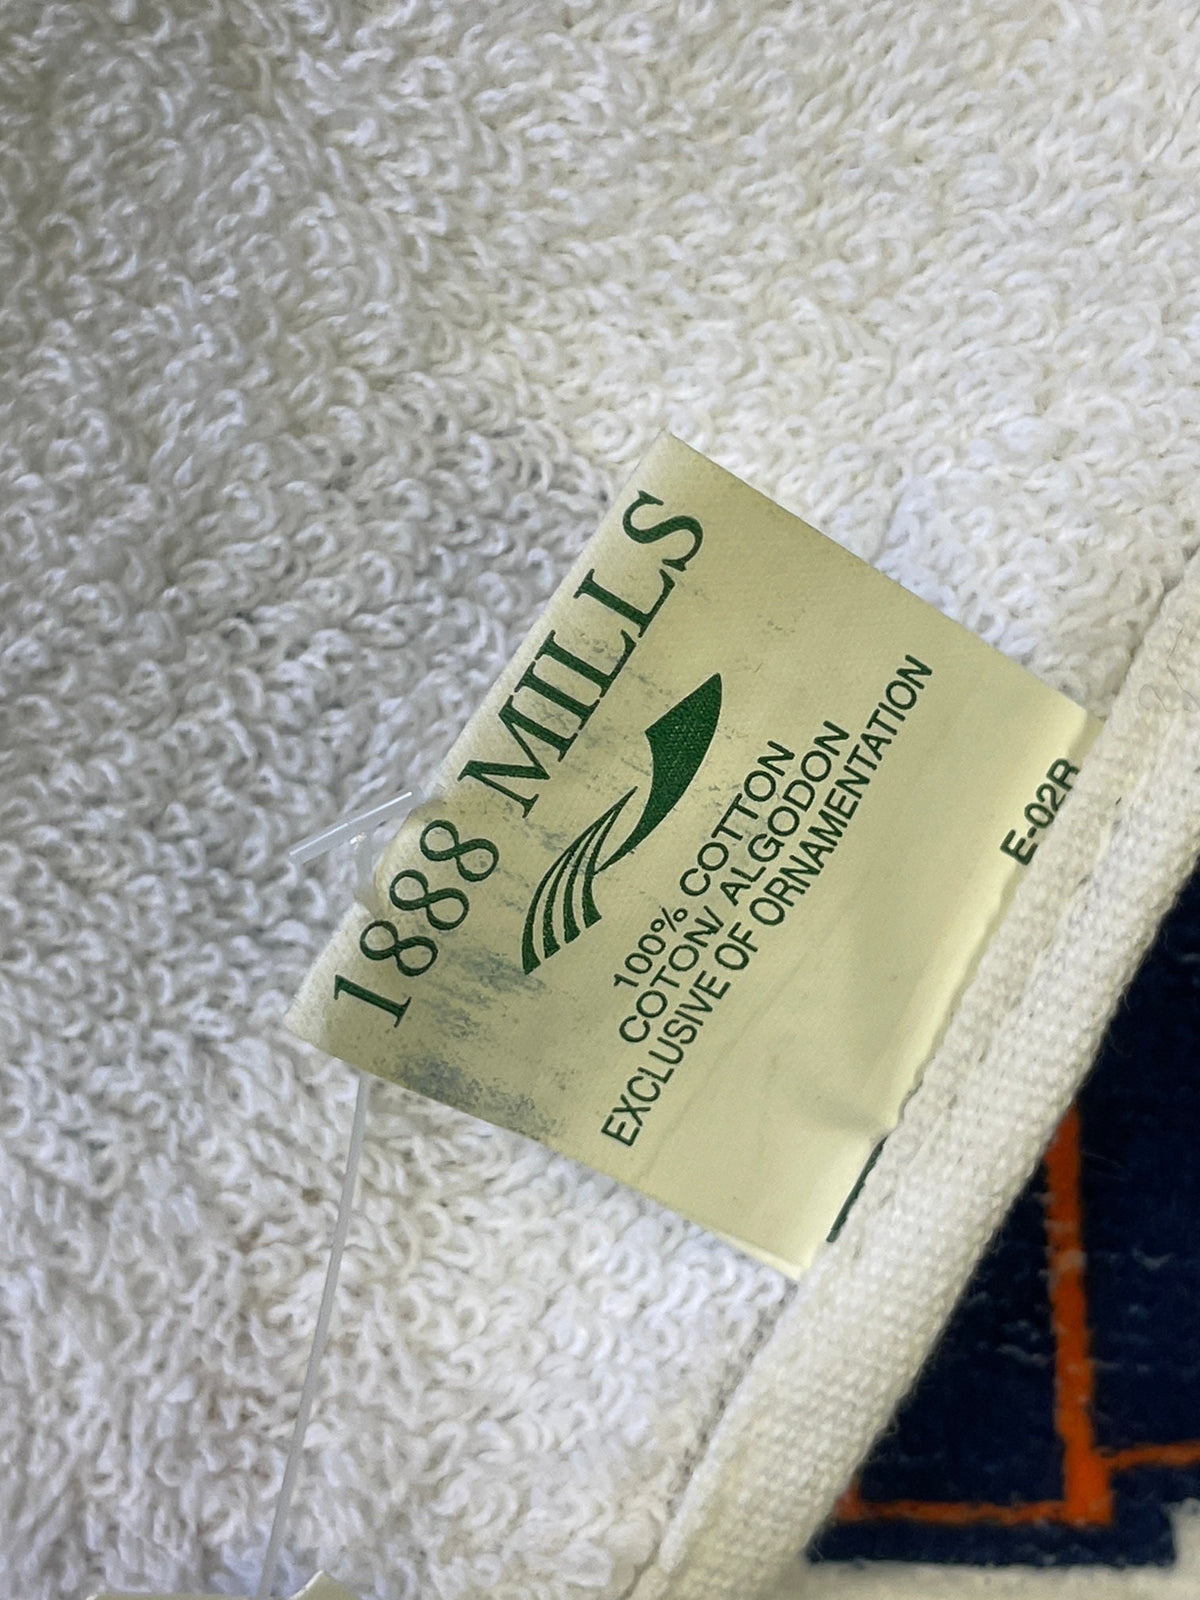 1888 MILLS
100% COTTON
COTON/ ALGODON
EXCLUSIVE OF ORNAMENTATION
E-02R